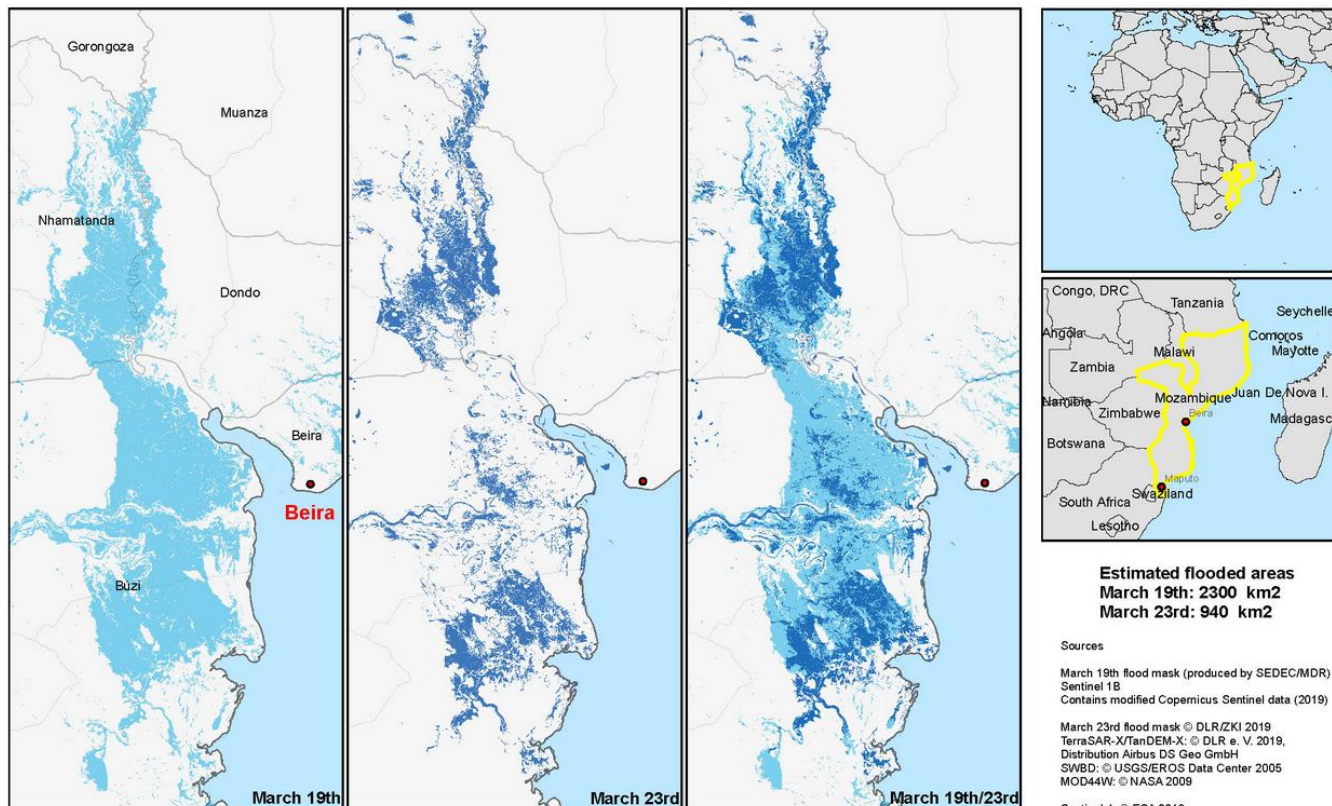 Gorongoza
Muanza
Nhamatanda
Dondo
Beira
Beira
Búzi
March 19th
March 23rd
March 19th/23rd
Congo, DRC
Tanzania
Seychelle
Angola
Comoros
Malawi
Mayotte
Zambia
Mozambique
Juan De Nova I.
Namibia
Zimbabwe
Beira
Madagasc
Botswana
Maputo
Swaziland
South Africa
Lesotho
Estimated flooded areas
March 19th: 2300 km2
March 23rd: 940 km2
Sources
March 19th flood mask (produced by SEDEC/MDR)
Sentinel 1B
Contains modified Copernicus Sentinel data (2019)
March 23rd flood mask © DLR/ZKI 2019
TerraSAR-X/TanDEM-X: © DLR e. V. 2019,
Distribution Airbus DS Geo GmbH
SWBD: © USGS/EROS Data Center 2005
MOD44W: © NASA 2009